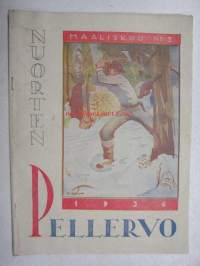 NUORTEN
MAALISKUU N:o 3
1934
PELLERVO